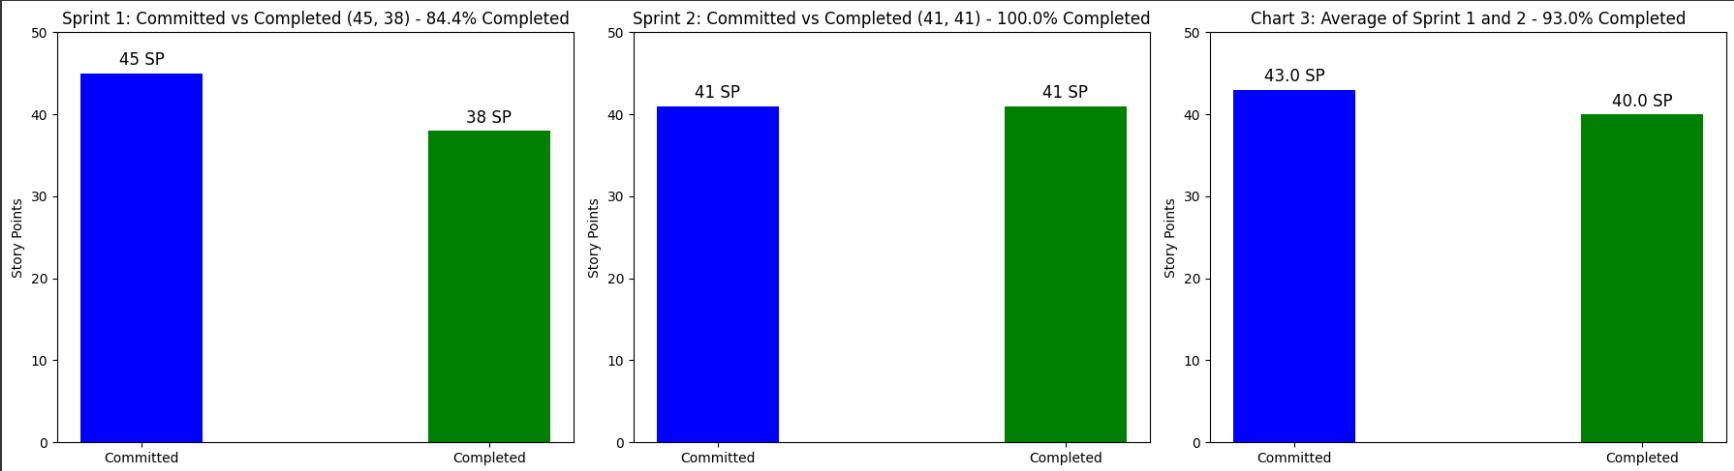 Sprint 1: Committed vs Completed (45, 38) - 84.4% Completed
50
40
30
20
10
0
Story Points
45 SP
38 SP
Committed
Completed
Sprint 2: Committed vs Completed (41, 41) - 100.0% Completed
50
40
30
20
10
0
Story Points
41 SP
41 SP
Committed
Completed
Chart 3: Average of Sprint 1 and 2 - 93.0% Completed
50
40
30
20
10
0
Story Points
43.0 SP
40.0 SP
Committed
Completed